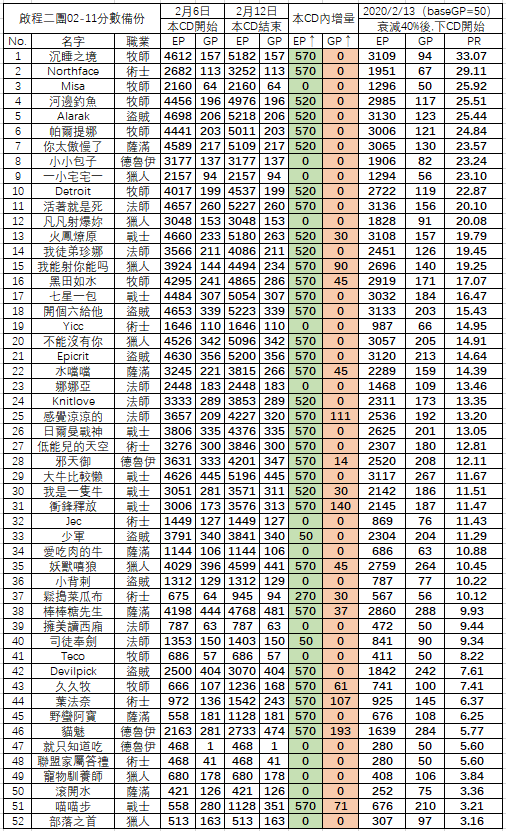 啟程二團02-11分數備份 2月6日 2月12日 本CD內增量 2020/2/13 (baseGP=50)
本CD開始 本CD結束 衰減40%後,下CD開始
No. 名字 職業 EP GP EP GP EP↑ GP↑ EP GP PR
1 沉睡之境 牧師 4612 157 5182 157 570 0 3109 94 33.07
2 Northface 術士 2682 113 3252 113 570 0 1951 67 29.11
3 Misa 牧師 2160 64 2160 64 0 0 1296 50 25.92
4 河邊釣魚 牧師 4456 196 4976 196 520 0 2985 117 25.51
5 Alarak 盜賊 4698 206 5218 206 520 0 3130 123 25.44
6 帕爾提娜 牧師 4441 203 5011 203 570 0 3006 121 24.84
7 你太傲慢了 薩滿 4589 217 5109 217 520 0 3065 130 23.57
8 小小包子 德魯伊 3177 137 3177 137 0 0 1906 82 23.24
9 一小宅宅一 獵人 2157 94 2157 94 0 0 1294 56 23.10
10 Detroit 牧師 4017 199 4537 199 520 0 2722 119 22.87
11 活著就是死 法師 4657 260 5227 260 570 0 3136 156 20.10
12 凡凡射爆妳 獵人 3048 153 3048 153 0 0 1828 91 20.08
13 火鳳燎原 戰士 4660 233 5180 263 520 30 3108 157 19.79
14 我徒弟珍娜 法師 3566 211 4086 211 520 0 2451 126 19.45
15 我能射你能吗 獵人 3924 144 4494 234 570 90 2696 140 19.25
16 黑田如水 牧師 4295 241 4865 286 570 45 2919 171 17.07
17 七星一包 戰士 4484 307 5054 307 570 0 3032 184 16.47
18 開個六給他 盜賊 4653 339 5223 339 570 0 3133 203 15.43
19 Yicc 術士 1646 110 1646 110 0 0 987 66 14.95
20 不能沒有你 獵人 4526 342 5096 342 570 0 3057 205 14.91
21 Epicrit 盜賊 4630 356 5200 356 570 0 3120 213 14.64
22 水噹噹 薩滿 3245 221 3815 266 570 45 2289 159 14.39
23 娜娜亞 法師 2448 183 2448 183 0 0 1468 109 13.46
24 Knitlove 法師 3333 289 3853 289 520 0 2311 173 13.35
25 感覺涼涼的 法師 3657 209 4227 320 570 111 2536 192 13.20
26 日爾曼戰神 戰士 3806 335 4376 335 570 0 2625 201 13.05
27 低能兒的天空 術士 3276 300 3846 300 570 0 2307 180 12.81
28 邪天御 德魯伊 3631 333 4201 347 570 14 2520 208 12.11
29 大牛比較懶 戰士 4626 445 5196 445 570 0 3117 267 11.67
30 我是一隻牛 戰士 3051 281 3571 311 520 30 2142 186 11.51
31 衝鋒釋放 戰士 3006 173 3576 313 570 140 2145 187 11.47
32 Jec 術士 1449 127 1449 127 0 0 869 76 11.43
33 少軍 盜賊 3791 340 3841 340 50 0 2304 204 11.29
34 愛吃肉的牛 薩滿 1144 106 1144 106 0 0 686 63 10.88
35 妖獸嘻嘻 獵人 4029 396 4599 441 570 45 2759 264 10.45
36 小背刺 盜賊 1312 129 1312 129 0 0 787 77 10.22
37 鬆搗菜瓜布 術士 675 64 945 94 270 30 567 56 10.12
38 棒棒糖先生 薩滿 4198 444 4768 481 570 37 2860 288 9.93
39 擁美讀西廂 法師 787 63 787 63 0 0 472 50 9.44
40 司徒奉劍 法師 1353 150 1403 150 50 0 841 90 9.34
41 Teco 牧師 686 57 686 57 0 0 411 50 8.22
42 Devilpick 盜賊 2500 404 3070 404 570 0 1842 242 7.61
43 久久牧 牧師 666 107 1236 168 570 61 741 100 7.41
44 葉法奈 術士 972 136 1542 243 570 107 925 145 6.37
45 野蠻阿寶 薩滿 558 181 1128 181 570 0 676 108 6.25
46 貓魅 德魯伊 2163 281 2733 474 570 193 1639 284 5.77
47 就只知道吃 德魯伊 468 1 468 1 0 0 280 50 5.60
48 聯盟家屬答禮 術士 468 41 468 41 0 0 280 50 5.60
49 寵物馴養師 獵人 680 178 680 178 0 0 408 106 3.84
50 滾開水 薩滿 421 126 421 126 0 0 252 75 3.36
51 喵喵步 戰士 558 280 1128 351 570 71 676 210 3.21
52 部落之首 獵人 513 163 513 163 0 0 307 97 3.16